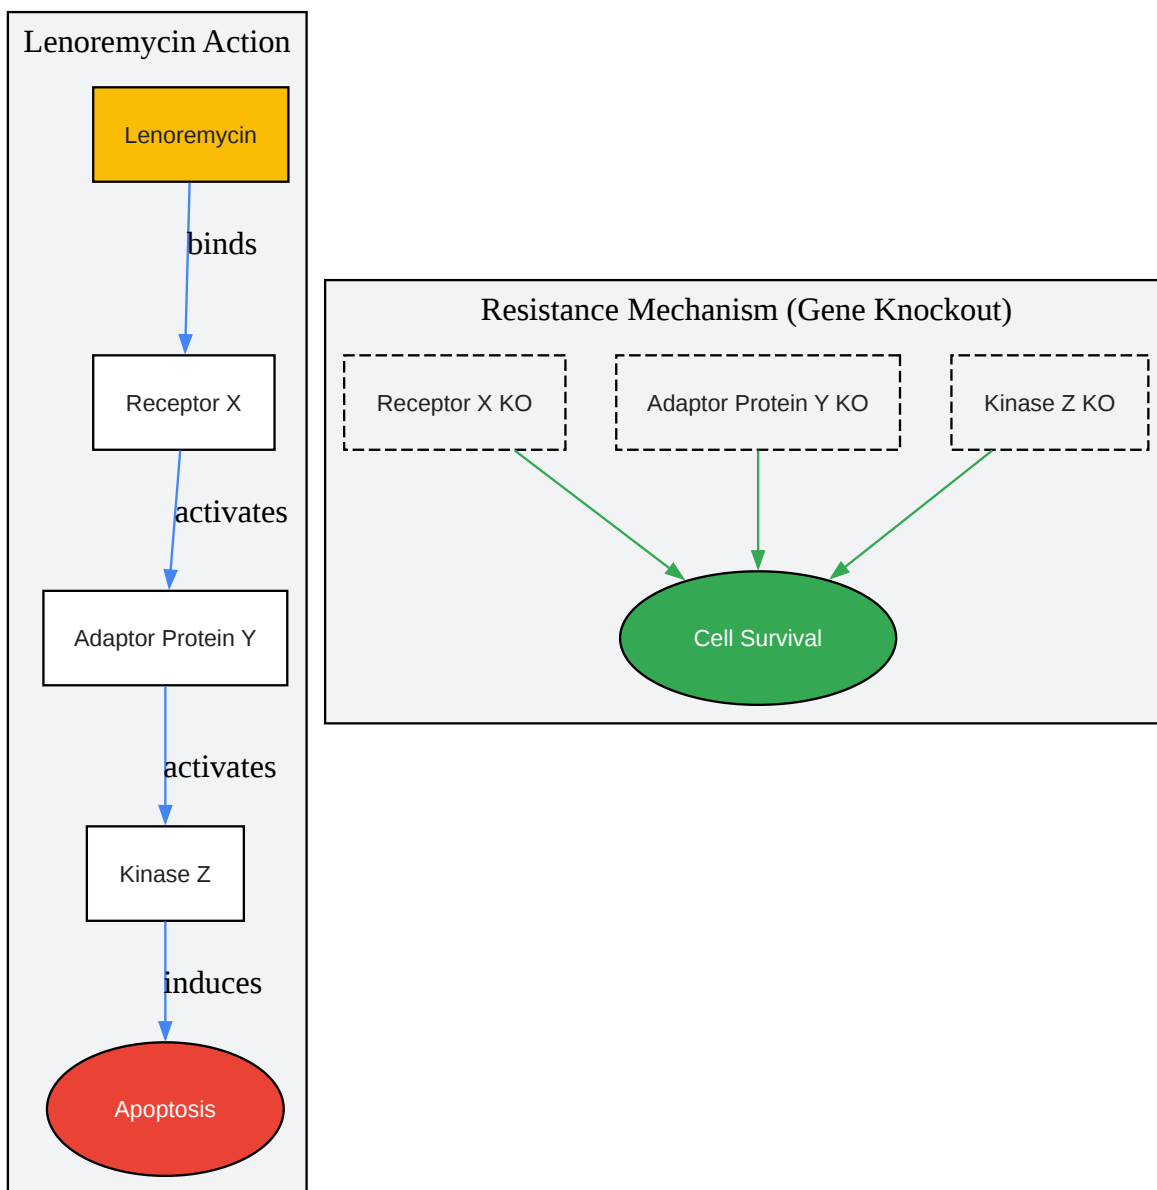 Lenoremycin Action
Lenoremycin
binds
Receptor X
activates
Adaptor Protein Y
activates
Kinase Z
induces
Apoptosis
Resistance Mechanism (Gene Knockout)
Receptor X KO
Adaptor Protein Y KO
Kinase Z KO
Cell Survival